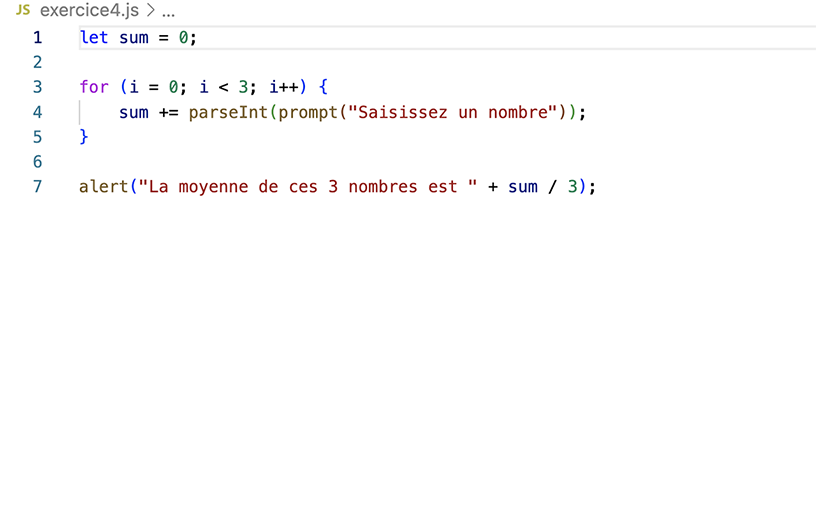 JS exercice4.js > ...
1 let sum = 0;
2
3 for (i = 0; i < 3; i++) {
4     sum += parseInt(prompt("Saisissez un nombre"));
5 }
6
7 alert("La moyenne de ces 3 nombres est " + sum / 3);